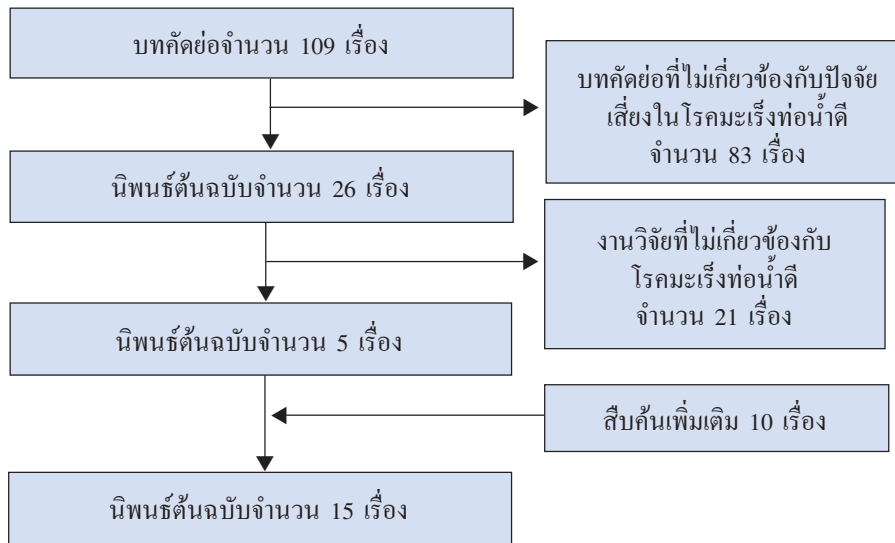 บทคัดย่อจำนวน 109 เรื่อง
บทคัดย่อที่ไม่เกี่ยวข้องกับปัจจัย
เสี่ยงในโรคมะเร็งท่อน้ำดี
จำนวน 83 เรื่อง
นิพนธ์ต้นฉบับจำนวน 26 เรื่อง
งานวิจัยที่ไม่เกี่ยวข้องกับ
โรคมะเร็งท่อน้ำดี
จำนวน 21 เรื่อง
นิพนธ์ต้นฉบับจำนวน 5 เรื่อง
สืบค้นเพิ่มเติม 10 เรื่อง
นิพนธ์ต้นฉบับจำนวน 15 เรื่อง